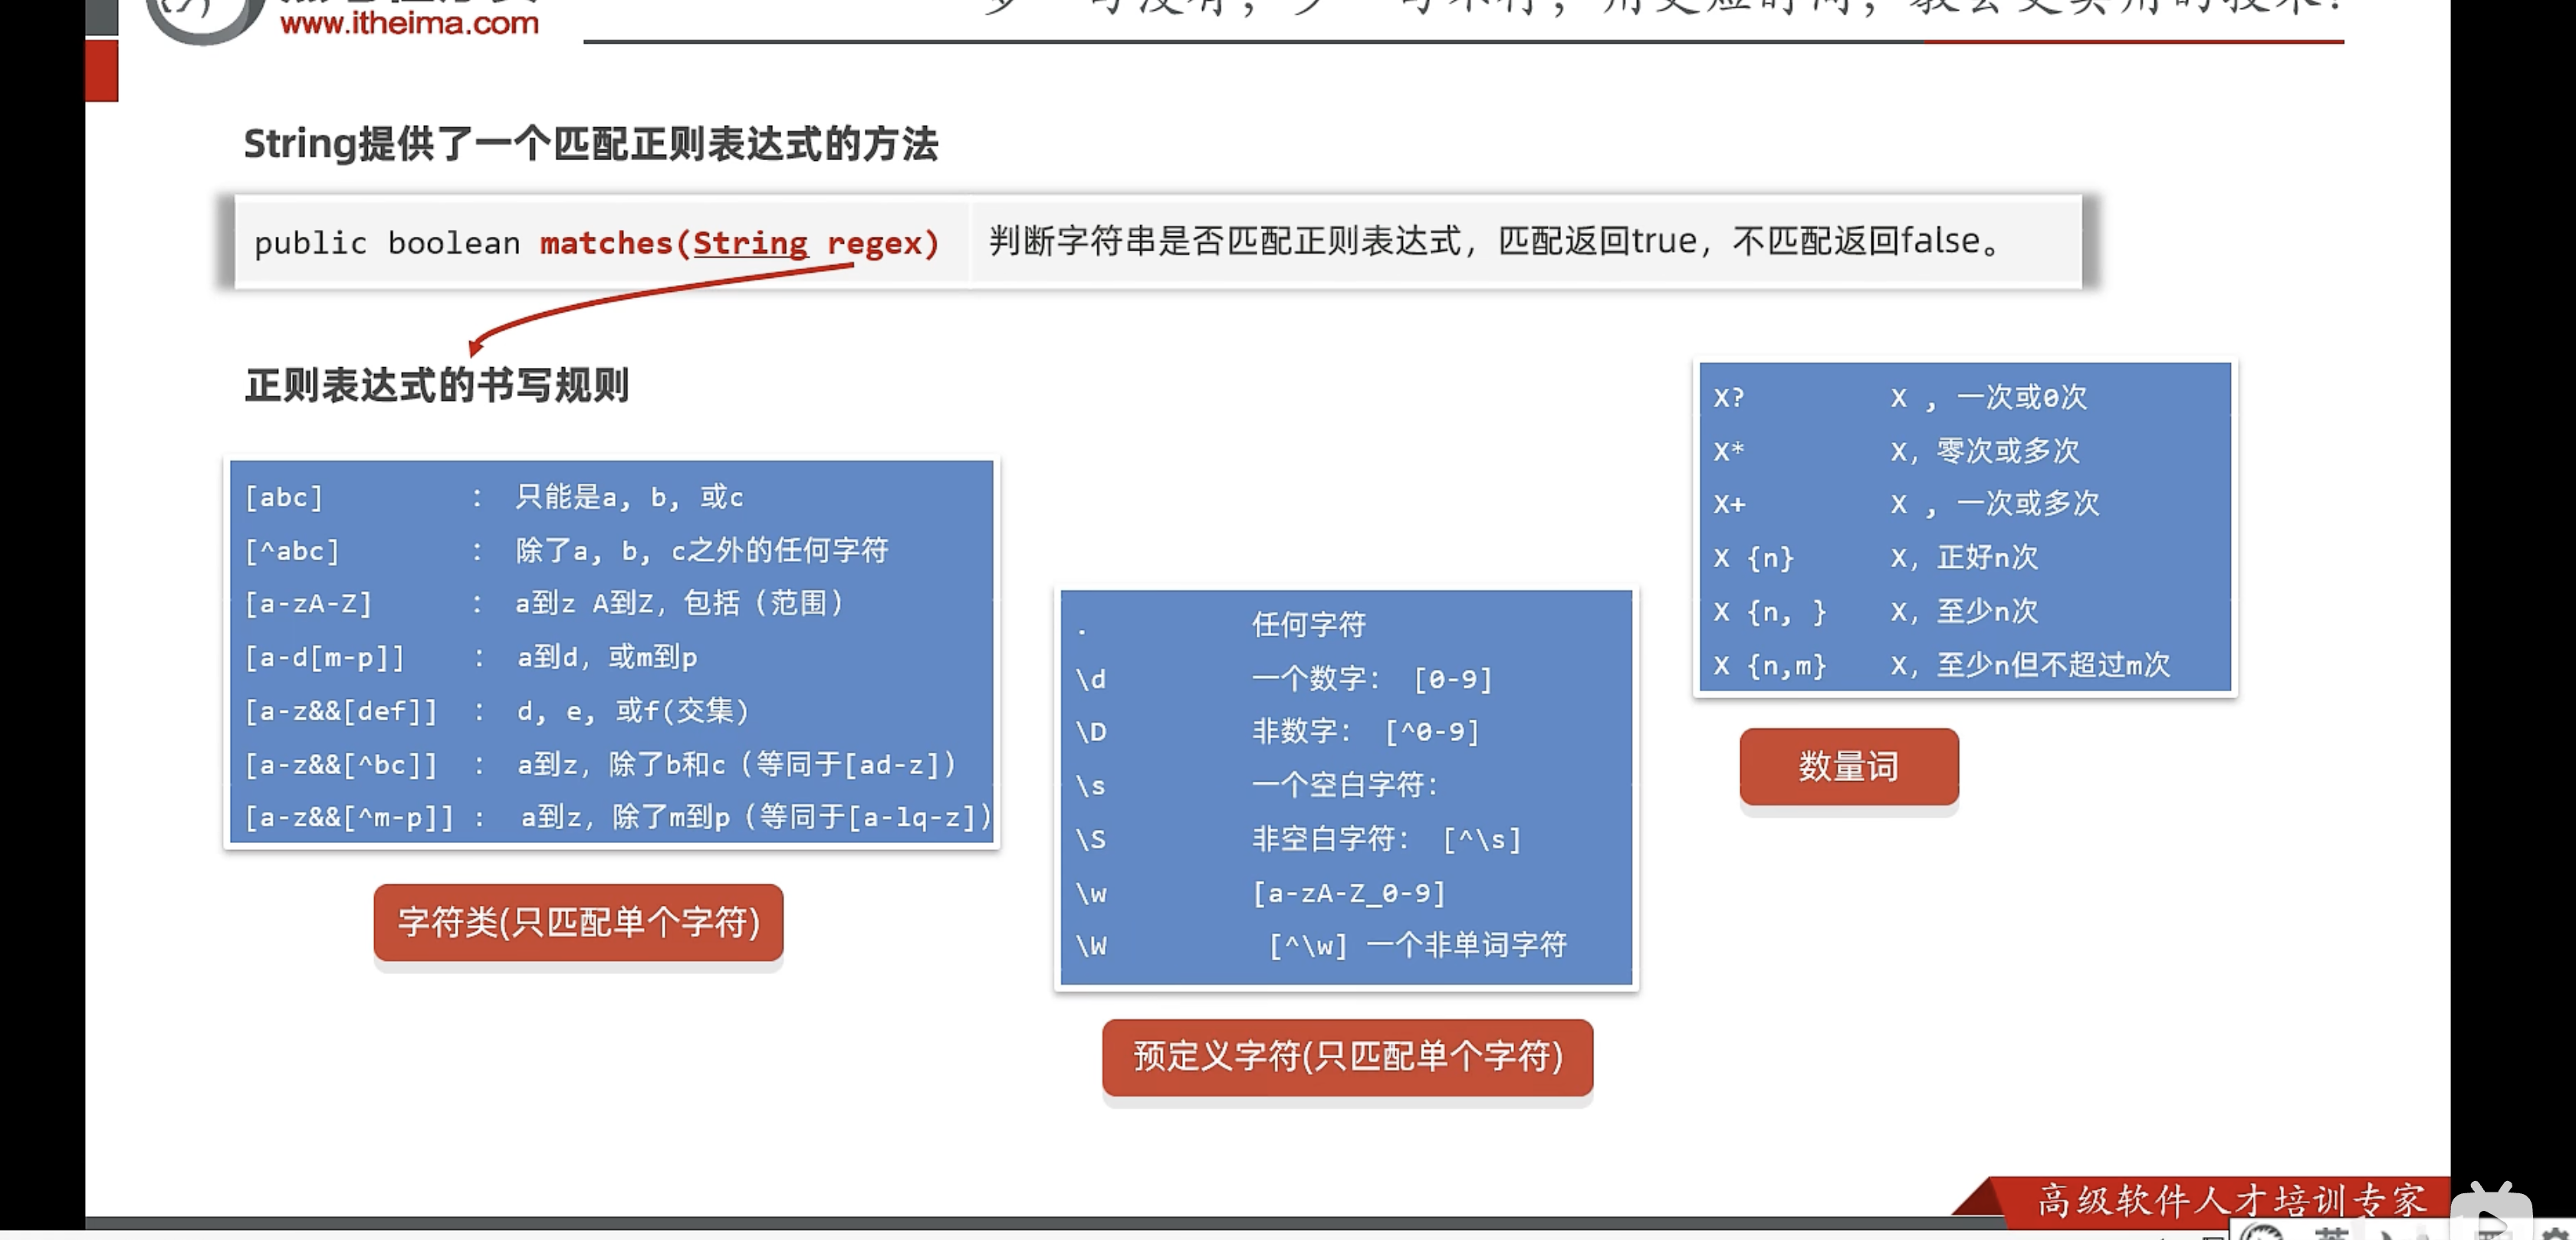 www.itheima.com
String提供了一个匹配正则表达式的方法
public boolean matches(String regex) 判断字符串是否匹配正则表达式，匹配返回true，不匹配返回false。
正则表达式的书写规则
[abc] : 只能是a, b, 或c
[^abc] : 除了a, b, c之外的任何字符
[a-zA-Z] : a到z A到Z，包括（范围）
[a-d[m-p]] : a到d，或m到p
[a-z&&[def]] : d, e, 或f(交集)
[a-z&&[^bc]] : a到z，除了b和c（等同于[ad-z]）
[a-z&&[^m-p]] : a到z，除了m到p（等同于[a-lq-z]）
字符类(只匹配单个字符)
. 任何字符
\d 一个数字： [0-9]
\D 非数字： [^0-9]
\s 一个空白字符：
\S 非空白字符： [^\s]
\w [a-zA-Z_0-9]
\W [^\w] 一个非单词字符
预定义字符(只匹配单个字符)
X? X , 一次或0次
X* X, 零次或多次
X+ X , 一次或多次
X {n} X, 正好n次
X {n, } X, 至少n次
X {n,m} X, 至少n但不超过m次
数量词
高级软件人才培训专家